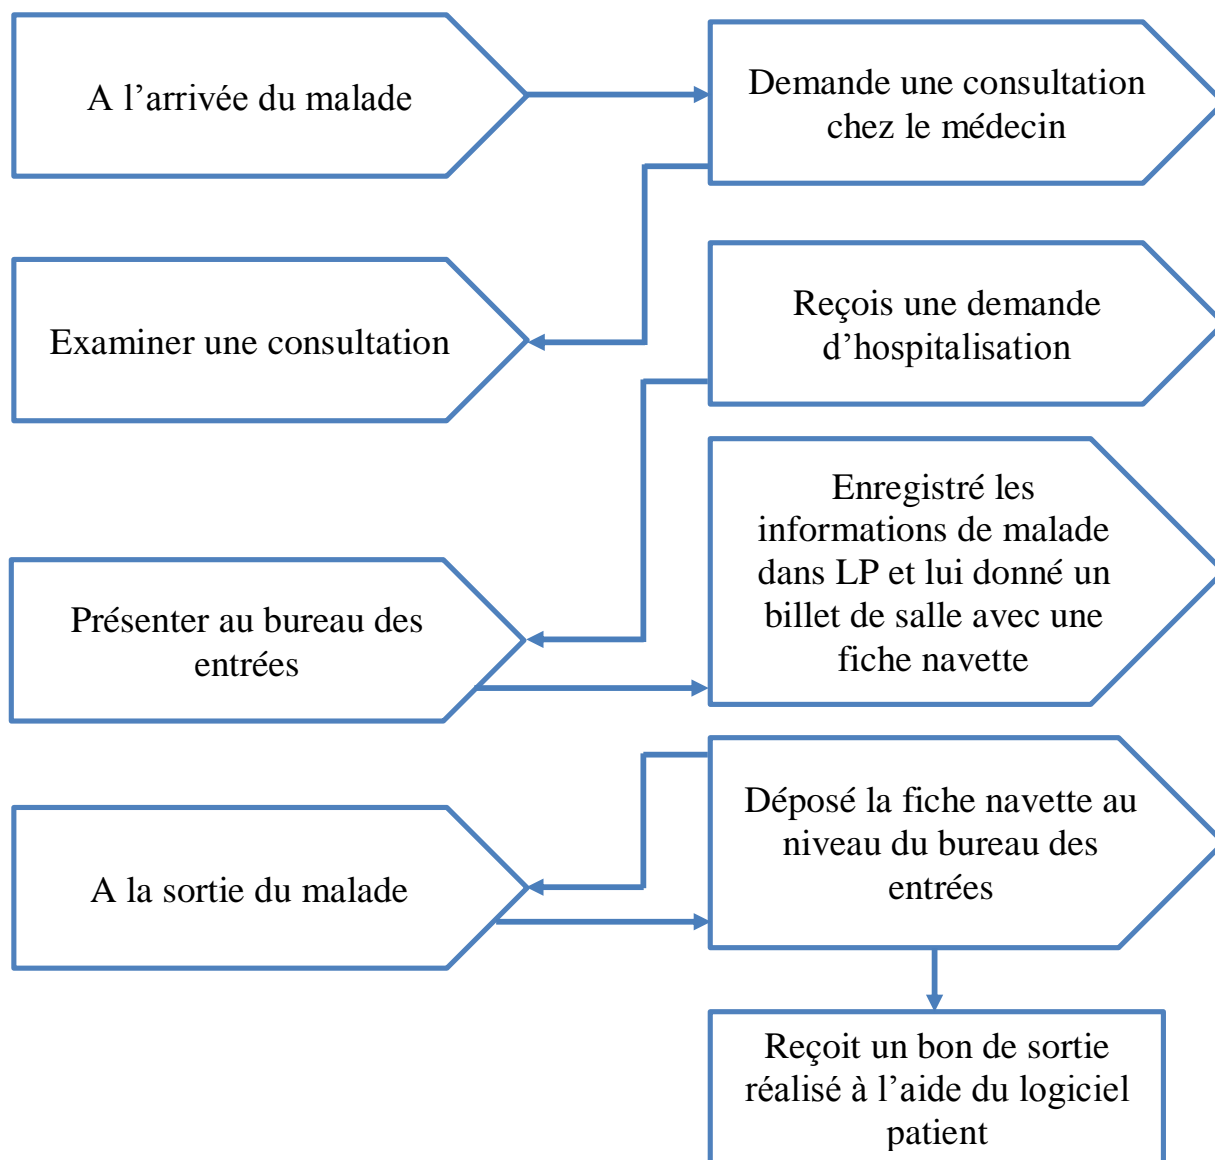 A l’arrivée du malade
Demande une consultation
chez le médecin
Examiner une consultation
Reçois une demande
d’hospitalisation
Présenter au bureau des
entrées
Enregistré les
informations de malade
dans LP et lui donné un
billet de salle avec une
fiche navette
A la sortie du malade
Déposé la fiche navette au
niveau du bureau des
entrées
Reçoit un bon de sortie
réalisé à l’aide du logiciel
patient